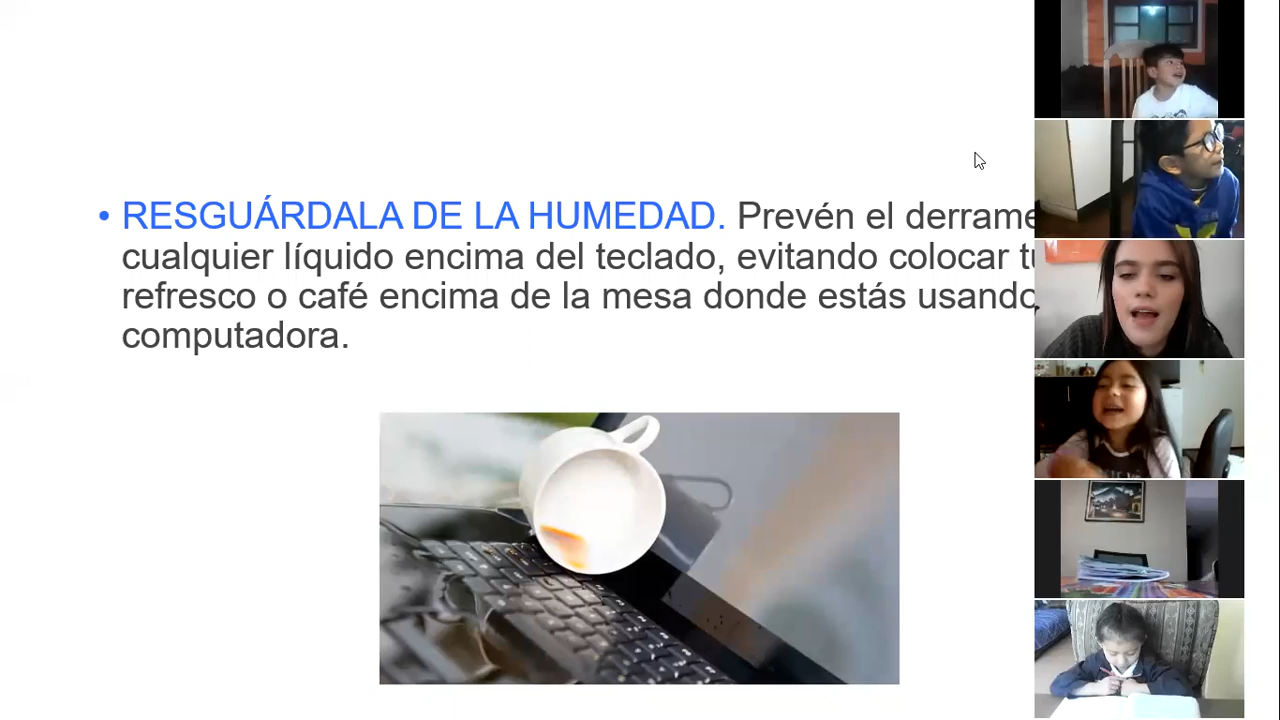 • RESGUÁRDALA DE LA HUMEDAD. Prevén el derrame
cualquier líquido encima del teclado, evitando colocar
refresco o café encima de la mesa donde estás usando
computadora.